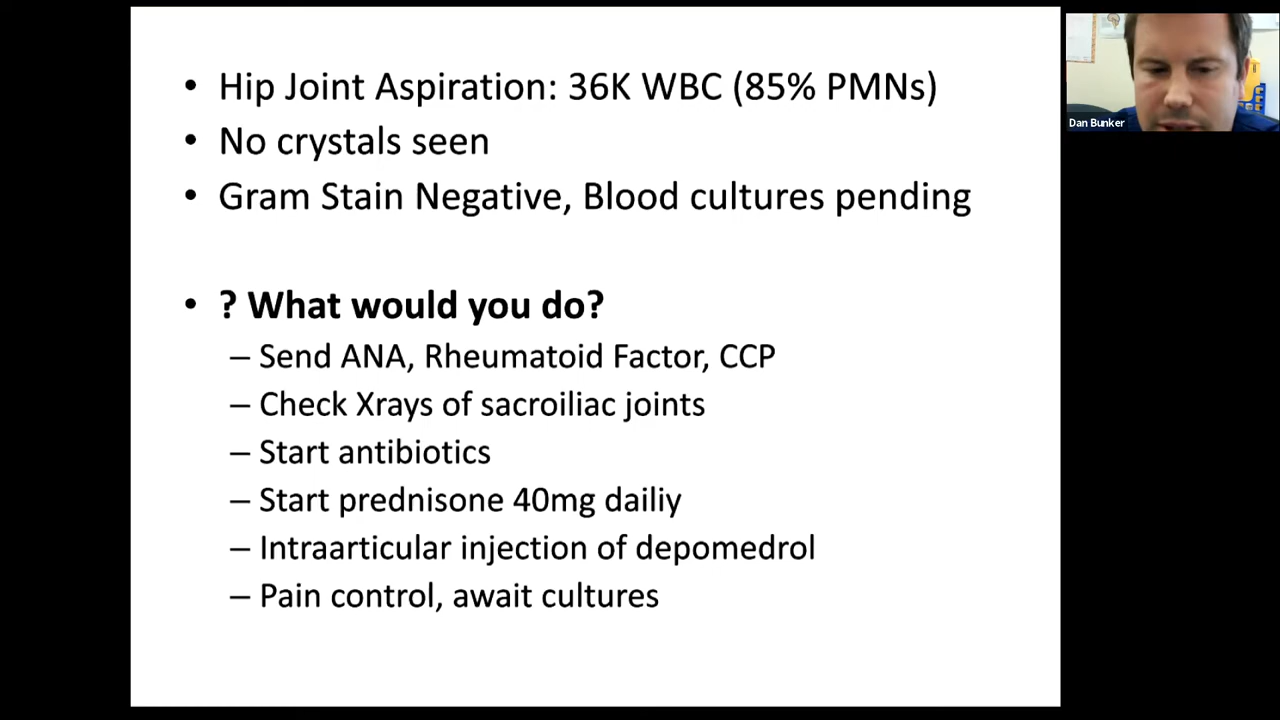 • Hip Joint Aspiration: 36K WBC (85% PMNs)
• No crystals seen
• Gram Stain Negative, Blood cultures pending
• ? What would you do?
– Send ANA, Rheumatoid Factor, CCP
– Check Xrays of sacroiliac joints
– Start antibiotics
– Start prednisone 40mg dailiy
– Intraarticular injection of depomedrol
– Pain control, await cultures
Dan Bunker